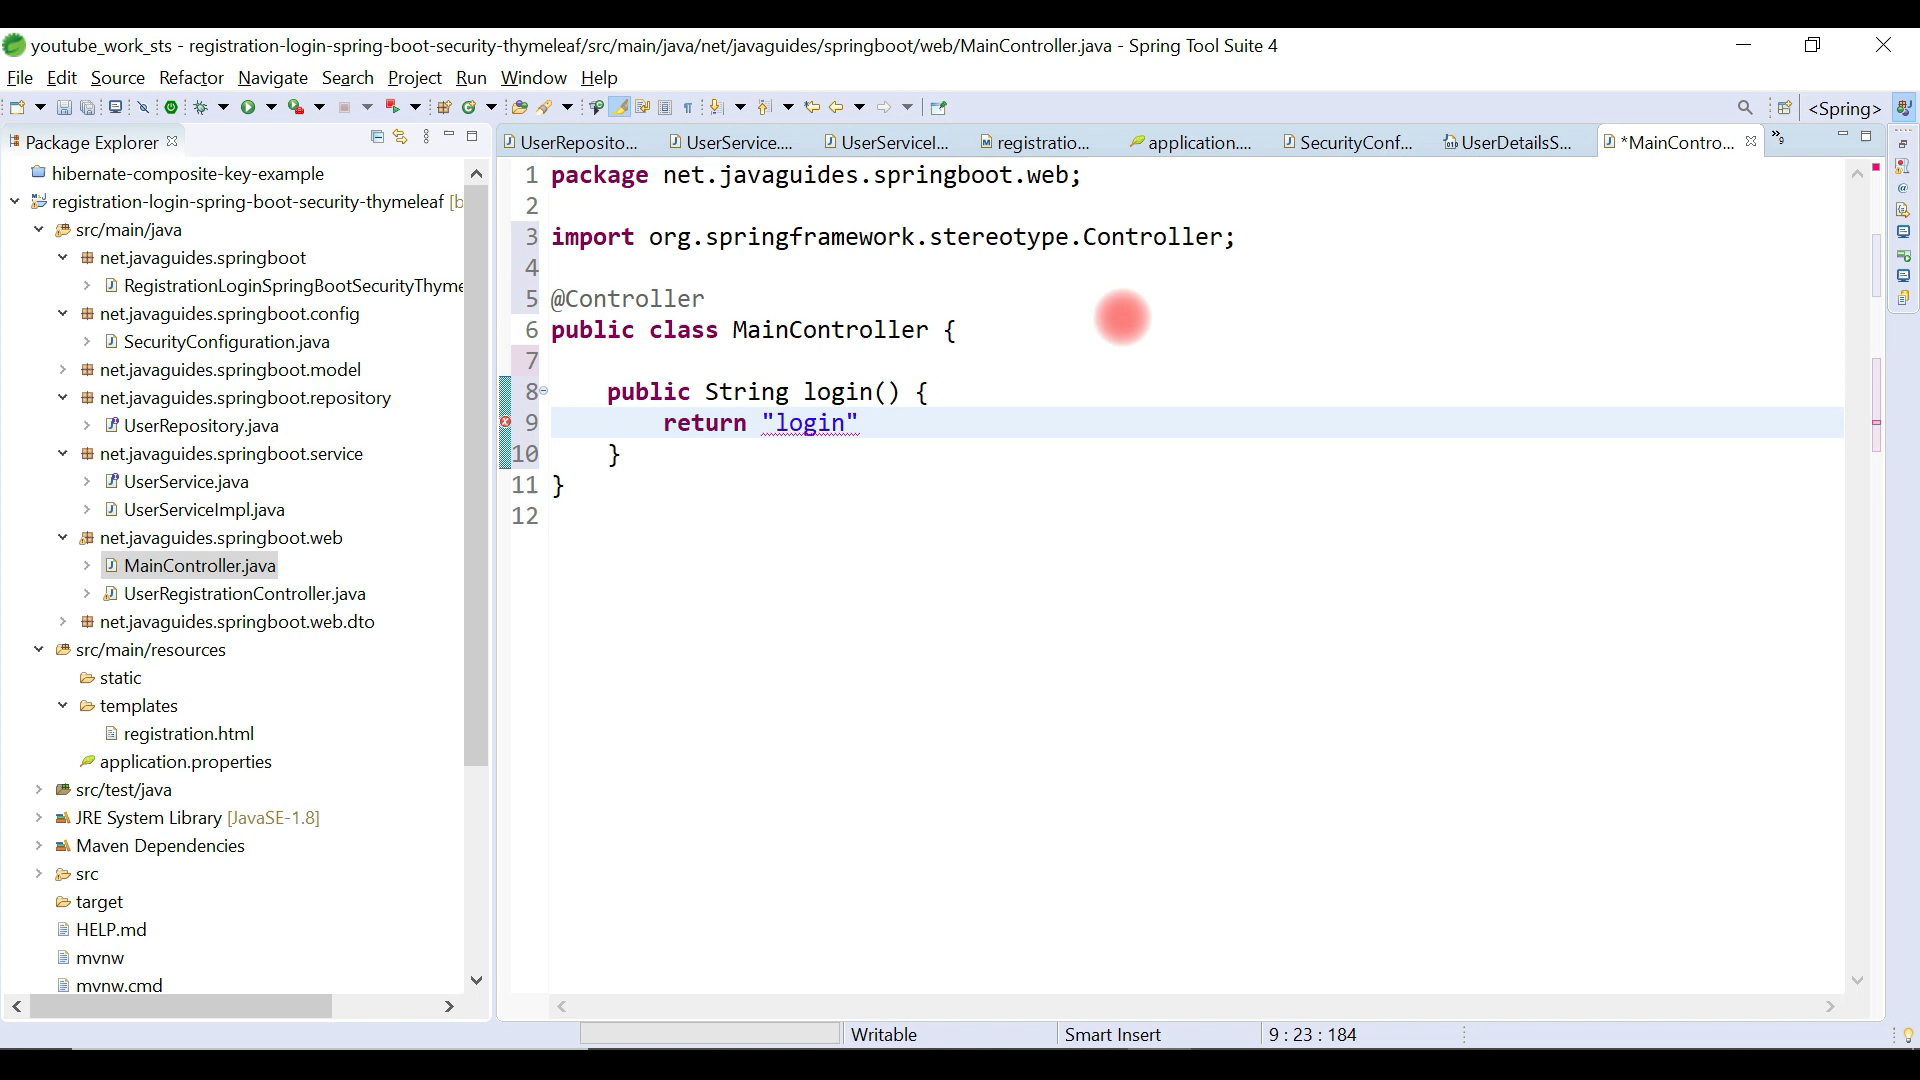 youtube_work_sts - registration-login-spring-boot-security-thymeleaf/src/main/java/net/javaguides/springboot/web/MainController.java - Spring Tool Suite 4
File Edit Source Refactor Navigate Search Project Run Window Help
<Spring>
Package Explorer
UserReposito... UserService.... UserServiceI... registratio... application.... SecurityConf... UserDetailsS... *MainContro... »9
hibernate-composite-key-example
registration-login-spring-boot-security-thymeleaf [b
src/main/java
net.javaguides.springboot
RegistrationLoginSpringBootSecurityThyme
net.javaguides.springboot.config
SecurityConfiguration.java
net.javaguides.springboot.model
net.javaguides.springboot.repository
UserRepository.java
net.javaguides.springboot.service
UserService.java
UserServiceImpl.java
net.javaguides.springboot.web
MainController.java
UserRegistrationController.java
net.javaguides.springboot.web.dto
src/main/resources
static
templates
registration.html
application.properties
src/test/java
JRE System Library [JavaSE-1.8]
Maven Dependencies
src
target
HELP.md
mvnw
mvnw.cmd
1 package net.javaguides.springboot.web;
2
3 import org.springframework.stereotype.Controller;
4
5 @Controller
6 public class MainController {
7
8 public String login() {
9 return "login"
10 }
11 }
12
Writable Smart Insert 9 : 23 : 184